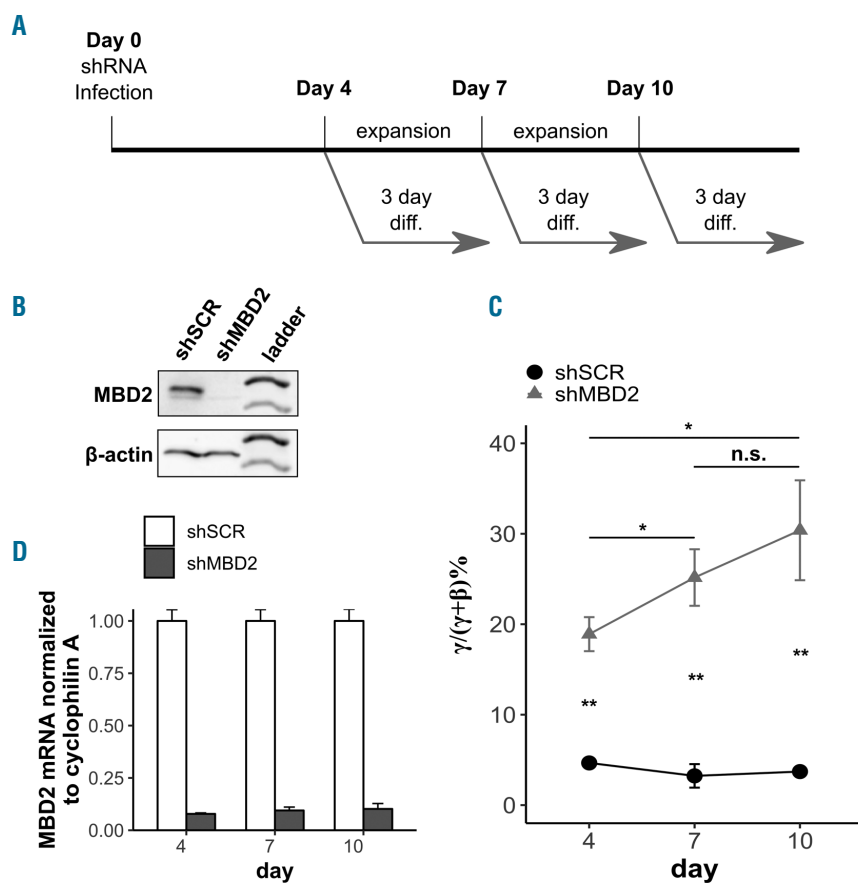 A
Day 0
shRNA
Infection
Day 4
Day 7
Day 10
expansion
expansion
3 day
diff.
3 day
diff.
3 day
diff.
B
shSCR
shMBD2
ladder
MBD2
β-actin
C
shSCR
shMBD2
*
n.s.
*
**
**
**
40
30
20
10
0
γ/(γ+β)%
4
7
10
day
D
shSCR
shMBD2
1.00
0.75
0.50
0.25
0.00
MBD2 mRNA normalized
to cyclophilin A
4
7
10
day